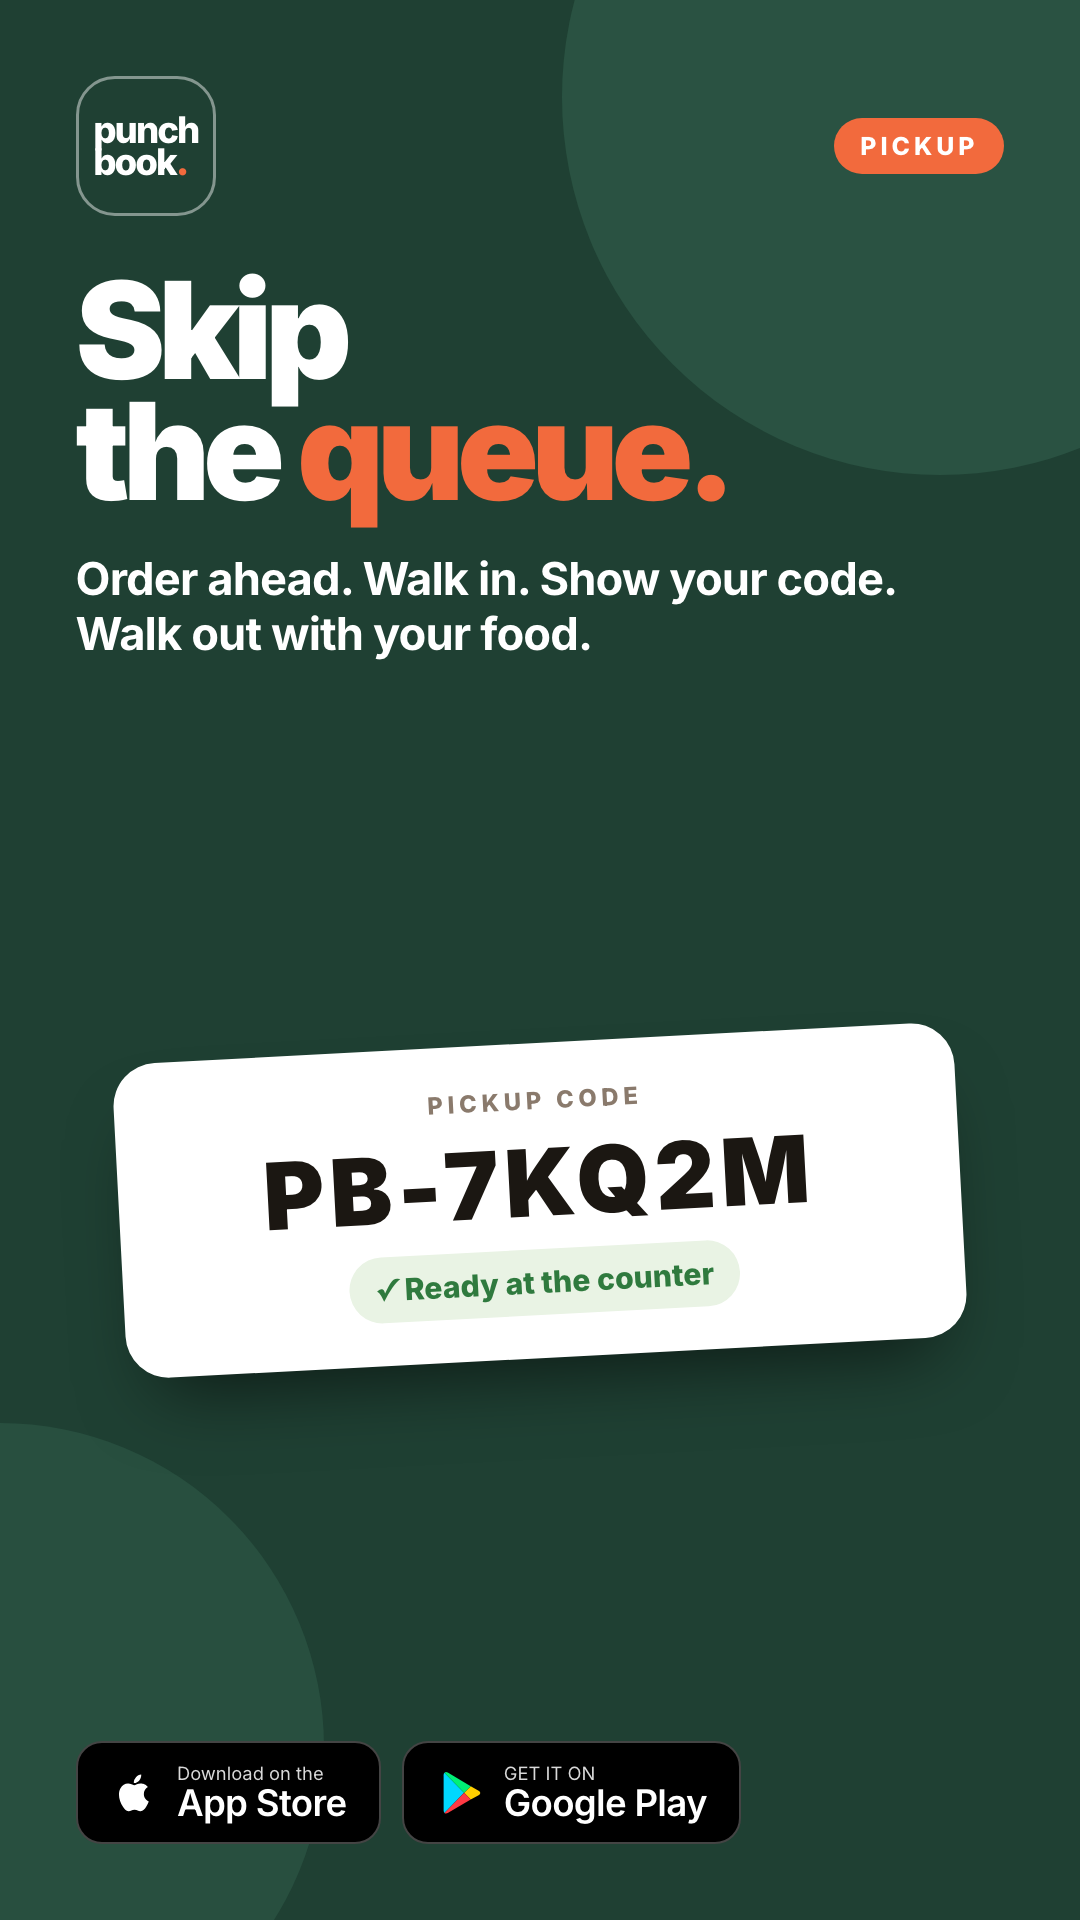 punch
book.
PICKUP
Skip
the queue.
Order ahead. Walk in. Show your code.
Walk out with your food.
PICKUP CODE
PB-7KQ2M
✓ Ready at the counter
Download on the
App Store
GET IT ON
Google Play